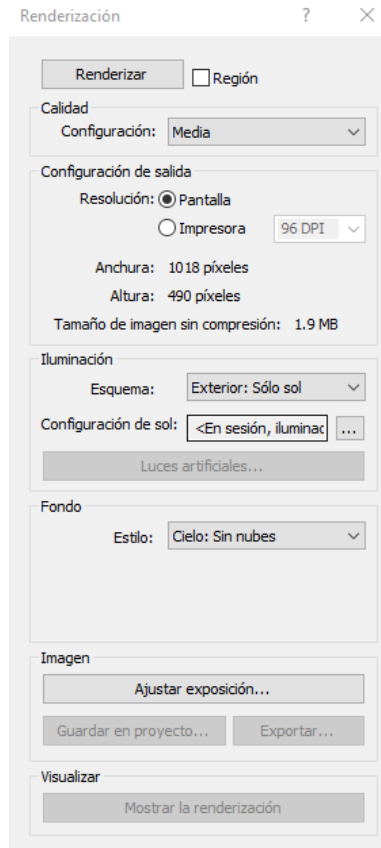 Renderización ? ×
Renderizar Región
Calidad
Configuración: Media
Configuración de salida
Resolución: Pantalla
Impresora 96 DPI
Anchura: 1018 píxeles
Altura: 490 píxeles
Tamaño de imagen sin compresión: 1.9 MB
Iluminación
Esquema: Exterior: Sólo sol
Configuración de sol: <En sesión, iluminac ...
Luces artificiales...
Fondo
Estilo: Cielo: Sin nubes
Imagen
Ajustar exposición...
Guardar en proyecto... Exportar...
Visualizar
Mostrar la renderización